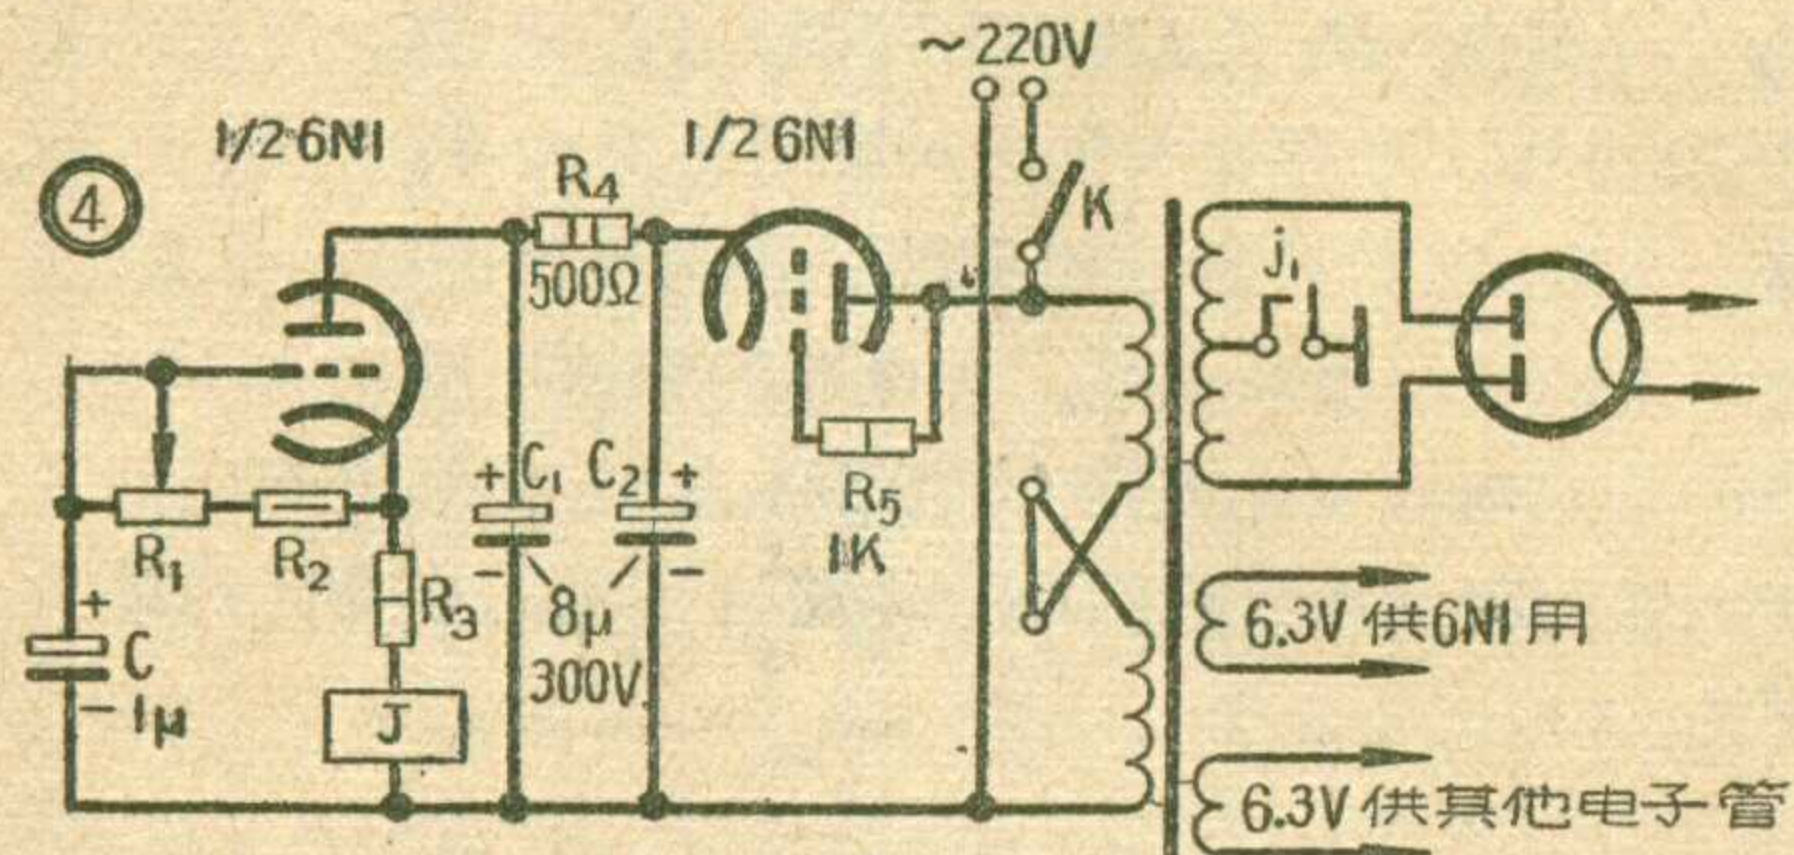 ~220V
1/2 6N1
1/2 6N1
④
R4
500Ω
K
j1
C1
C2
R5
1K
R1
R2
R3
+
+
-
-
8μ
300V
+
C
-
1μ
J
6.3V 供6N1用
6.3V 供其他电子管